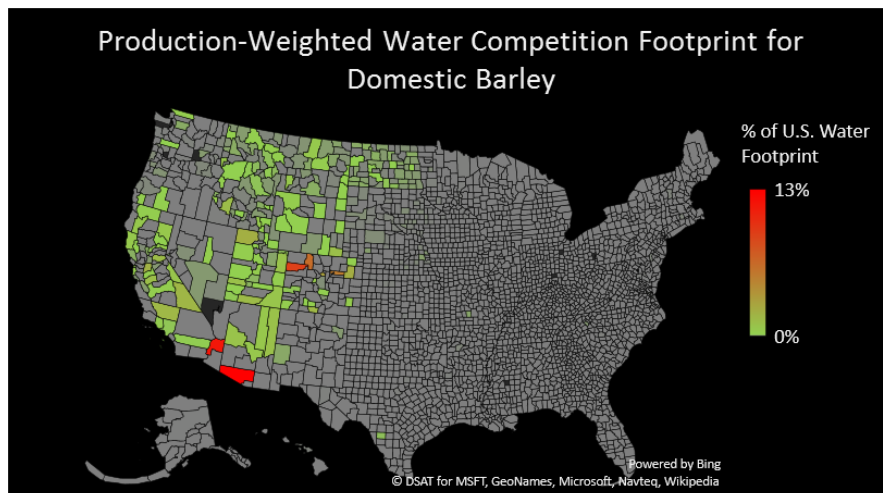 Production-Weighted Water Competition Footprint for
Domestic Barley
% of U.S. Water
Footprint
13%
0%
Powered by Bing
© DSAT for MSFT, GeoNames, Microsoft, Navteq, Wikipedia